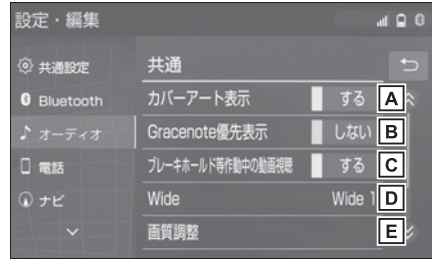 設定・編集
共通設定
Bluetooth
オーディオ
電話
ナビ
共通
カバーアート表示 する A
Gracenote優先表示 しない B
ブレーキホールド等作動中の動画視聴 する C
Wide Wide 1 D
画質調整 E